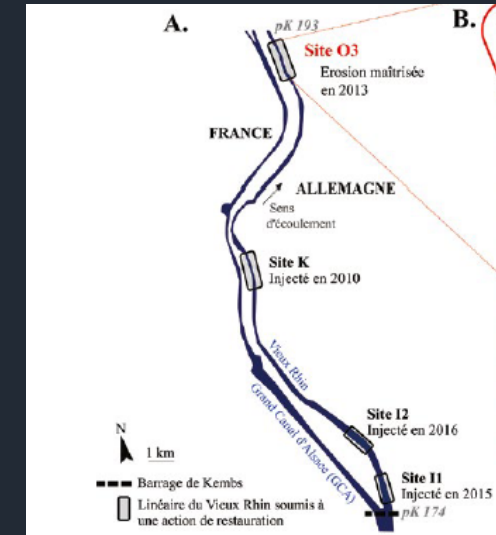 A.
pK 193
B.
Site O3
Erosion maîtrisée
en 2013
FRANCE
ALLEMAGNE
Sens
d'écoulement
Site K
Injecté en 2010
Vieux Rhin
Grand Canal d'Alsace (GCA)
Site I2
Injecté en 2016
N
1 km
Site I1
Injecté en 2015
Barrage de Kembs
pK 174
Linéaire du Vieux Rhin soumis à
une action de restauration